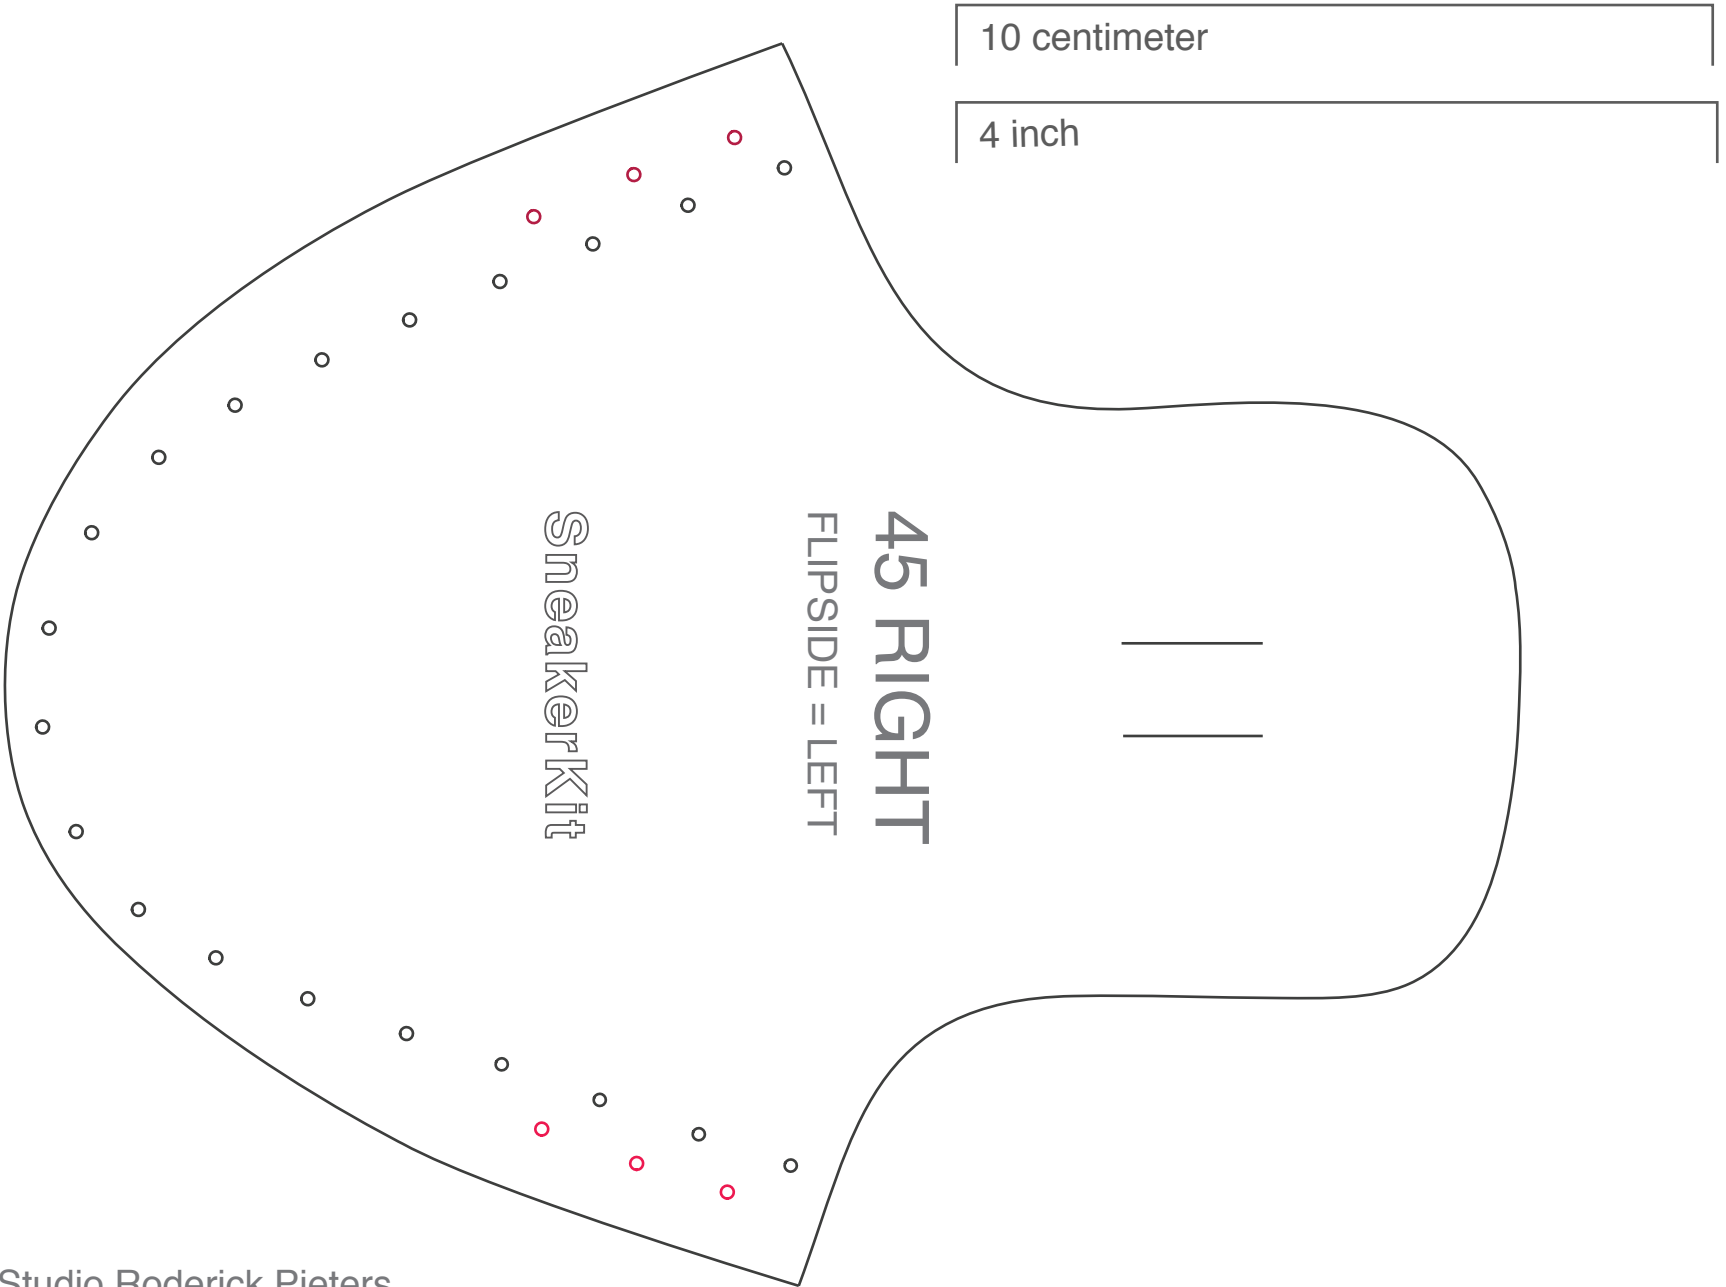 10 centimeter
4 inch
45 RIGHT
FLIPSIDE = LEFT
SneakerKit
Studio Roderick Pieters